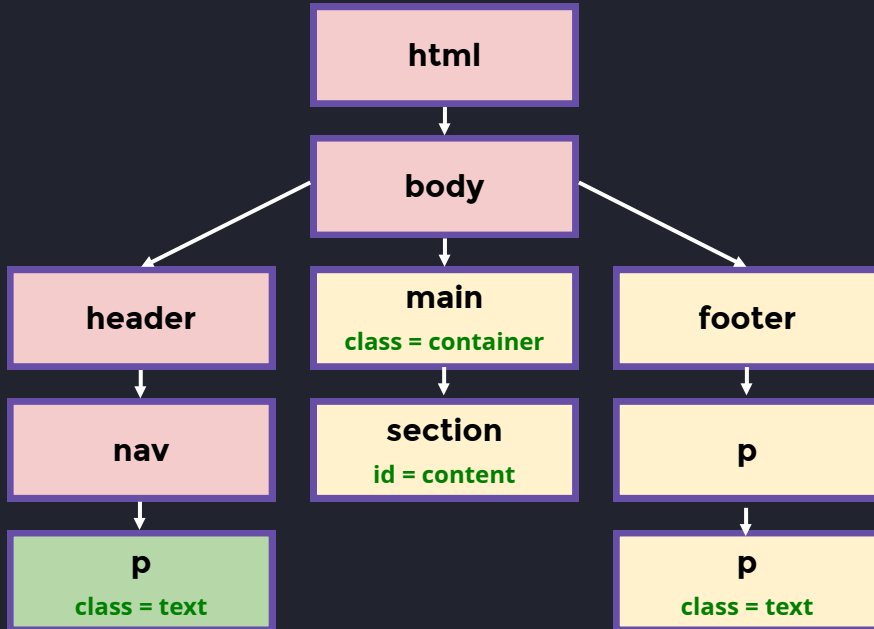 html
body
header
main
class = container
footer
nav
section
id = content
p
p
class = text
p
class = text